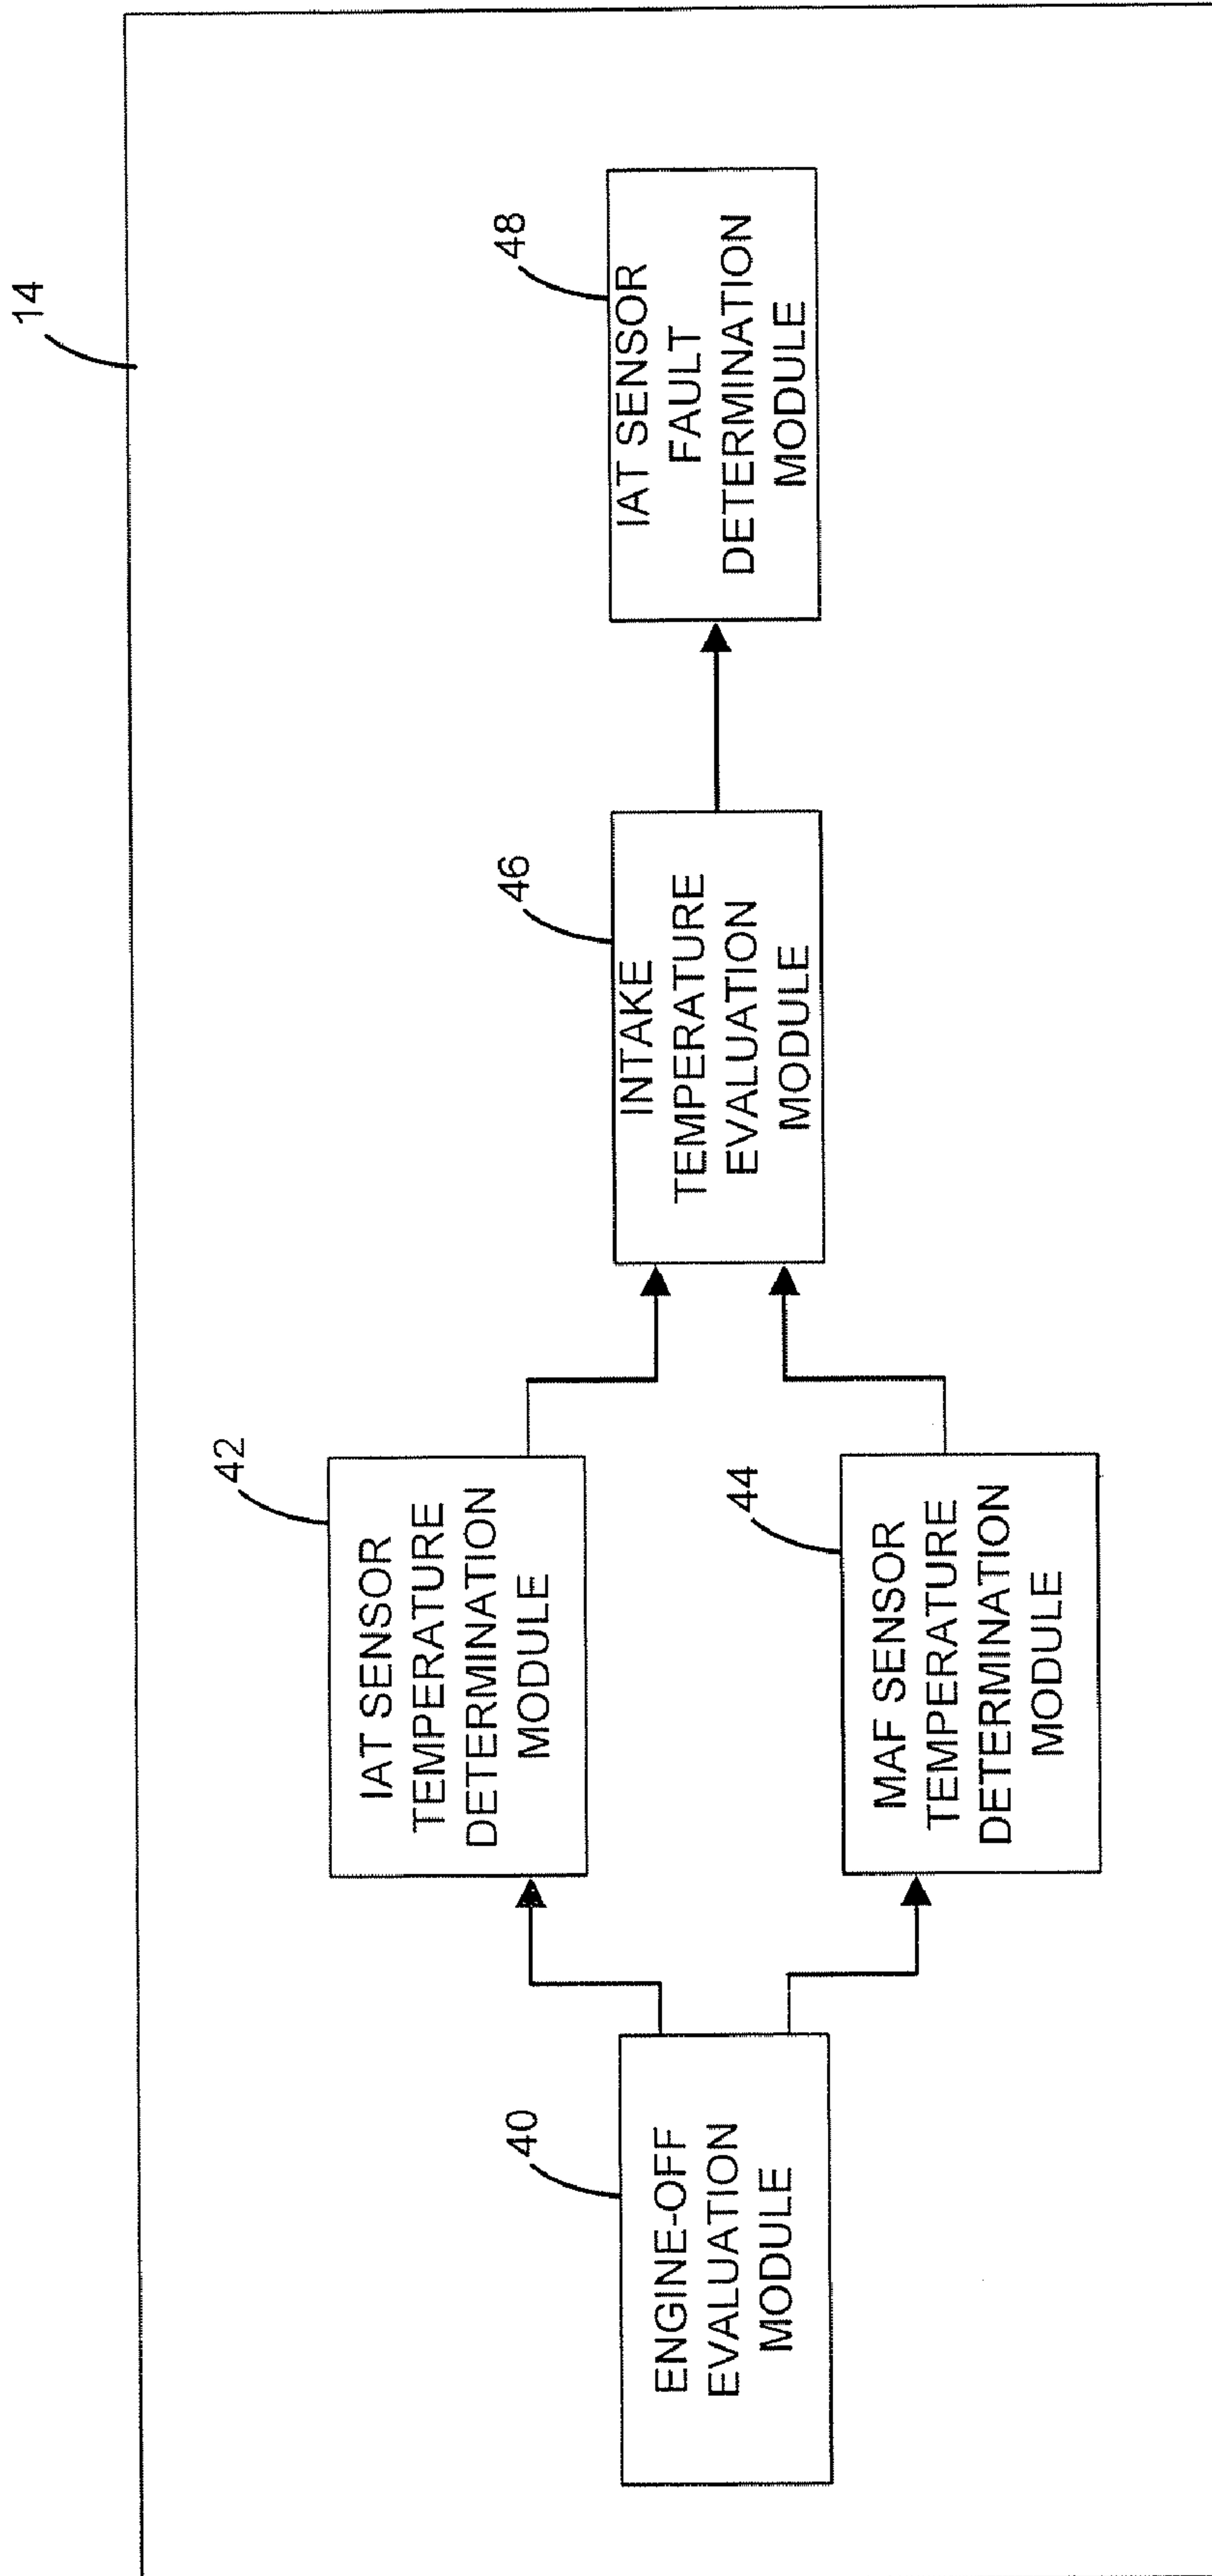 14
40
ENGINE-OFF
EVALUATION
MODULE
42
IAT SENSOR
TEMPERATURE
DETERMINATION
MODULE
44
MAF SENSOR
TEMPERATURE
DETERMINATION
MODULE
46
INTAKE
TEMPERATURE
EVALUATION
MODULE
48
IAT SENSOR
FAULT
DETERMINATION
MODULE